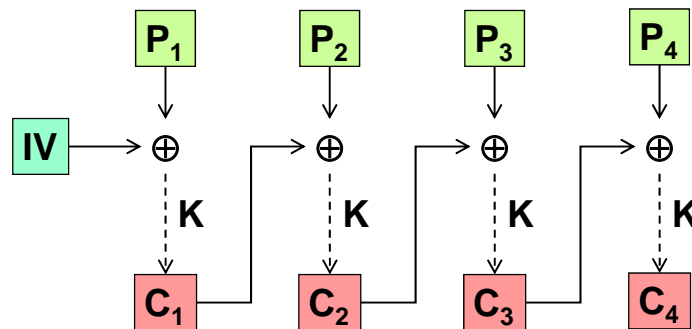 P1 P2 P3 P4
IV ⊕ ⊕ ⊕ ⊕
K K K K
C1 C2 C3 C4